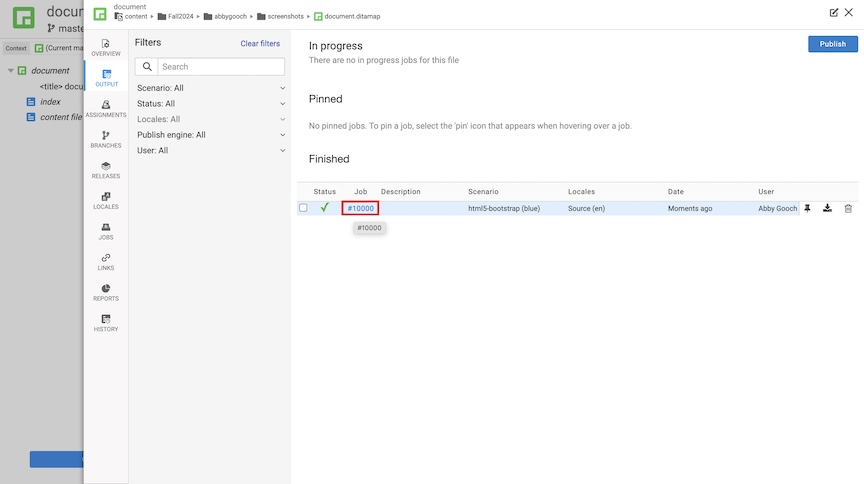 docum
maste
Context
(Current ma
document
<title> docu
index
content file
document
content
Fall2024
abbygooch
screenshots
document.ditamap
OVERVIEW
OUTPUT
ASSIGNMENTS
BRANCHES
RELEASES
LOCALES
JOBS
LINKS
REPORTS
HISTORY
Filters
Clear filters
Search
Scenario: All
Status: All
Locales: All
Publish engine: All
User: All
In progress
Publish
There are no in progress jobs for this file
Pinned
No pinned jobs. To pin a job, select the 'pin' icon that appears when hovering over a job.
Finished
Status Job Description Scenario Locales Date User
#10000 html5-bootstrap (blue) Source (en) Moments ago Abby Gooch
#10000